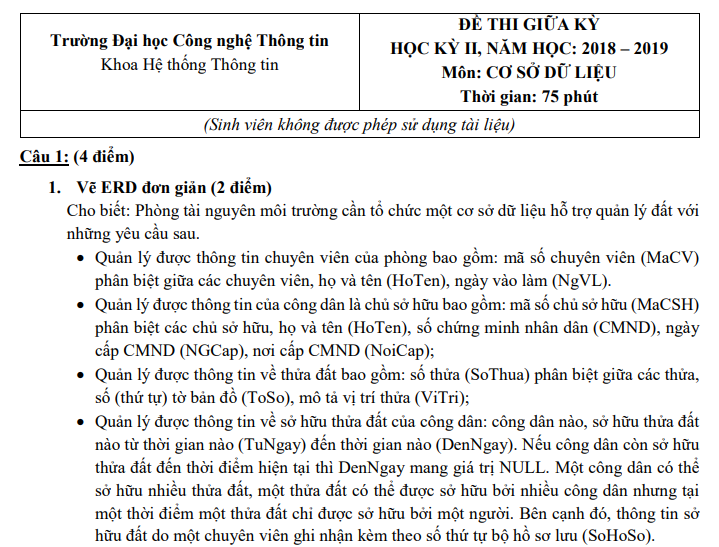 Trường Đại học Công nghệ Thông tin
Khoa Hệ thống Thông tin
ĐỀ THI GIỮA KỲ
HỌC KỲ II, NĂM HỌC: 2018 – 2019
Môn: CƠ SỞ DỮ LIỆU
Thời gian: 75 phút
(Sinh viên không được phép sử dụng tài liệu)
Câu 1: (4 điểm)
1. Vẽ ERD đơn giản (2 điểm)
Cho biết: Phòng tài nguyên môi trường cần tổ chức một cơ sở dữ liệu hỗ trợ quản lý đất với
những yêu cầu sau.
• Quản lý được thông tin chuyên viên của phòng bao gồm: mã số chuyên viên (MaCV)
phân biệt giữa các chuyên viên, họ và tên (HoTen), ngày vào làm (NgVL).
• Quản lý được thông tin của công dân là chủ sở hữu bao gồm: mã số chủ sở hữu (MaCSH)
phân biệt các chủ sở hữu, họ và tên (HoTen), số chứng minh nhân dân (CMND), ngày
cấp CMND (NGCap), nơi cấp CMND (NoiCap);
• Quản lý được thông tin về thửa đất bao gồm: số thửa (SoThua) phân biệt giữa các thửa,
số (thứ tự) tờ bản đồ (ToSo), mô tả vị trí thửa (ViTri);
• Quản lý được thông tin về sở hữu thửa đất của công dân: công dân nào, sở hữu thửa đất
nào từ thời gian nào (TuNgay) đến thời gian nào (DenNgay). Nếu công dân còn sở hữu
thửa đất đến thời điểm hiện tại thì DenNgay mang giá trị NULL. Một công dân có thể
sở hữu nhiều thửa đất, một thửa đất có thể được sở hữu bởi nhiều công dân nhưng tại
một thời điểm một thửa đất chỉ được sở hữu bởi một người. Bên cạnh đó, thông tin sở
hữu đất do một chuyên viên ghi nhận kèm theo số thứ tự bộ hồ sơ lưu (SoHoSo).